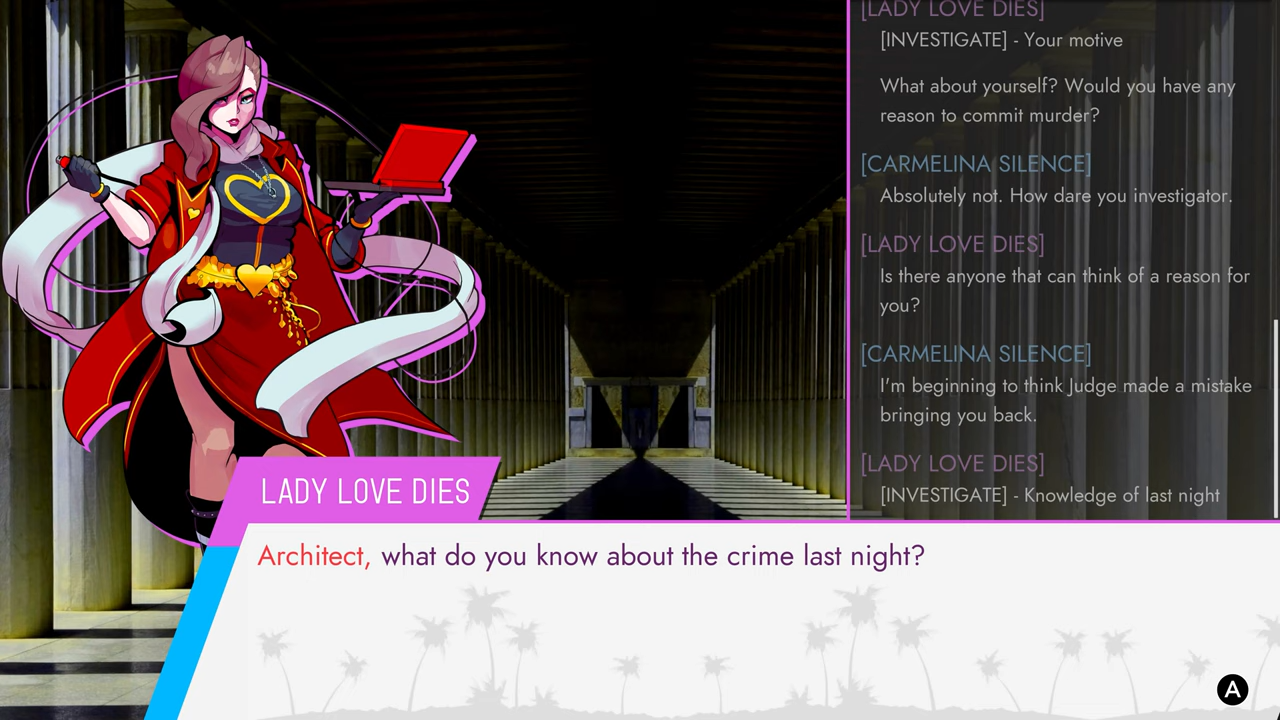 [LADY LOVE DIES]
[INVESTIGATE] - Your motive
What about yourself? Would you have any
reason to commit murder?
[CARMELINA SILENCE]
Absolutely not. How dare you investigator.
[LADY LOVE DIES]
Is there anyone that can think of a reason for
you?
[CARMELINA SILENCE]
I'm beginning to think Judge made a mistake
bringing you back.
[LADY LOVE DIES]
[INVESTIGATE] - Knowledge of last night
LADY LOVE DIES
Architect, what do you know about the crime last night?
A